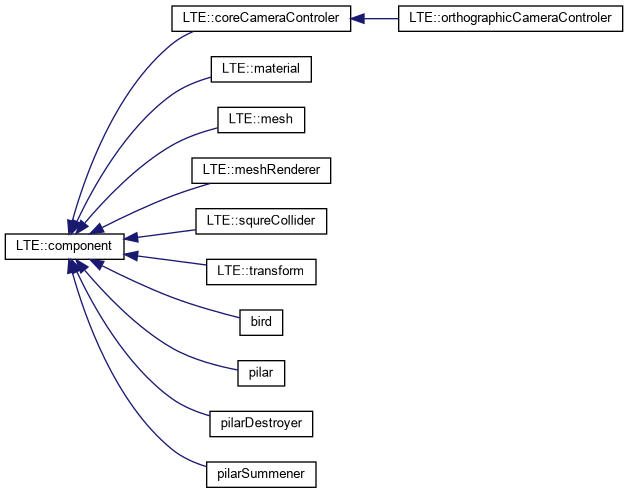 LTE::coreCameraControler
LTE::orthographicCameraControler
LTE::material
LTE::mesh
LTE::meshRenderer
LTE::squreCollider
LTE::component
LTE::transform
bird
pilar
pilarDestroyer
pilarSummener